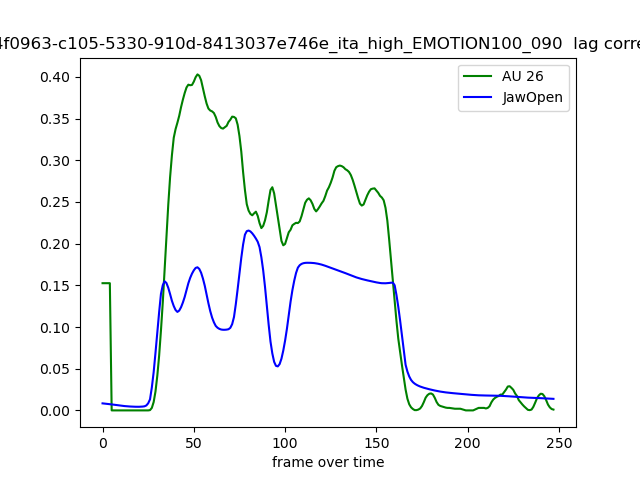 4f0963-c105-5330-910d-8413037e746e_ita_high_EMOTION100_090 lag corre
AU 26
JawOpen
0.40
0.35
0.30
0.25
0.20
0.15
0.10
0.05
0.00
0 50 100 150 200 250
frame over time